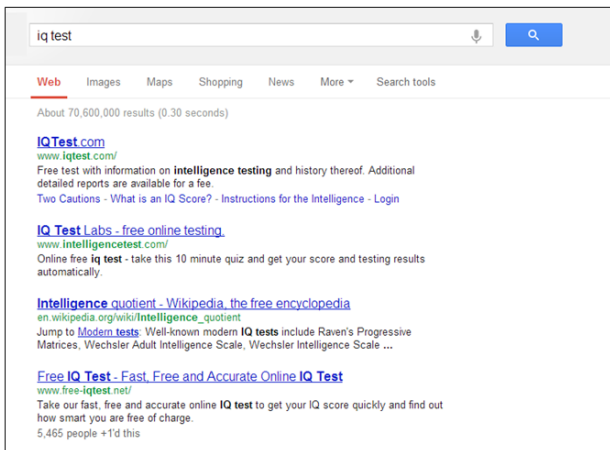 iq test
Web Images Maps Shopping News More Search tools
About 70,600,000 results (0.30 seconds)
IQTest.com
www.iqtest.com/
Free test with information on intelligence testing and history thereof. Additional
detailed reports are available for a fee.
Two Cautions - What is an IQ Score? - Instructions for the Intelligence - Login
IQ Test Labs - free online testing.
www.intelligencetest.com/
Online free iq test - take this 10 minute quiz and get your score and testing results
automatically.
Intelligence quotient - Wikipedia, the free encyclopedia
en.wikipedia.org/wiki/Intelligence_quotient
Jump to Modern tests: Well-known modern IQ tests include Raven's Progressive
Matrices, Wechsler Adult Intelligence Scale, Wechsler Intelligence Scale ...
Free IQ Test - Fast, Free and Accurate Online IQ Test
www.free-iqtest.net/
Take our fast, free and accurate online IQ test to get your IQ score quickly and find out
how smart you are free of charge.
5,465 people +1'd this